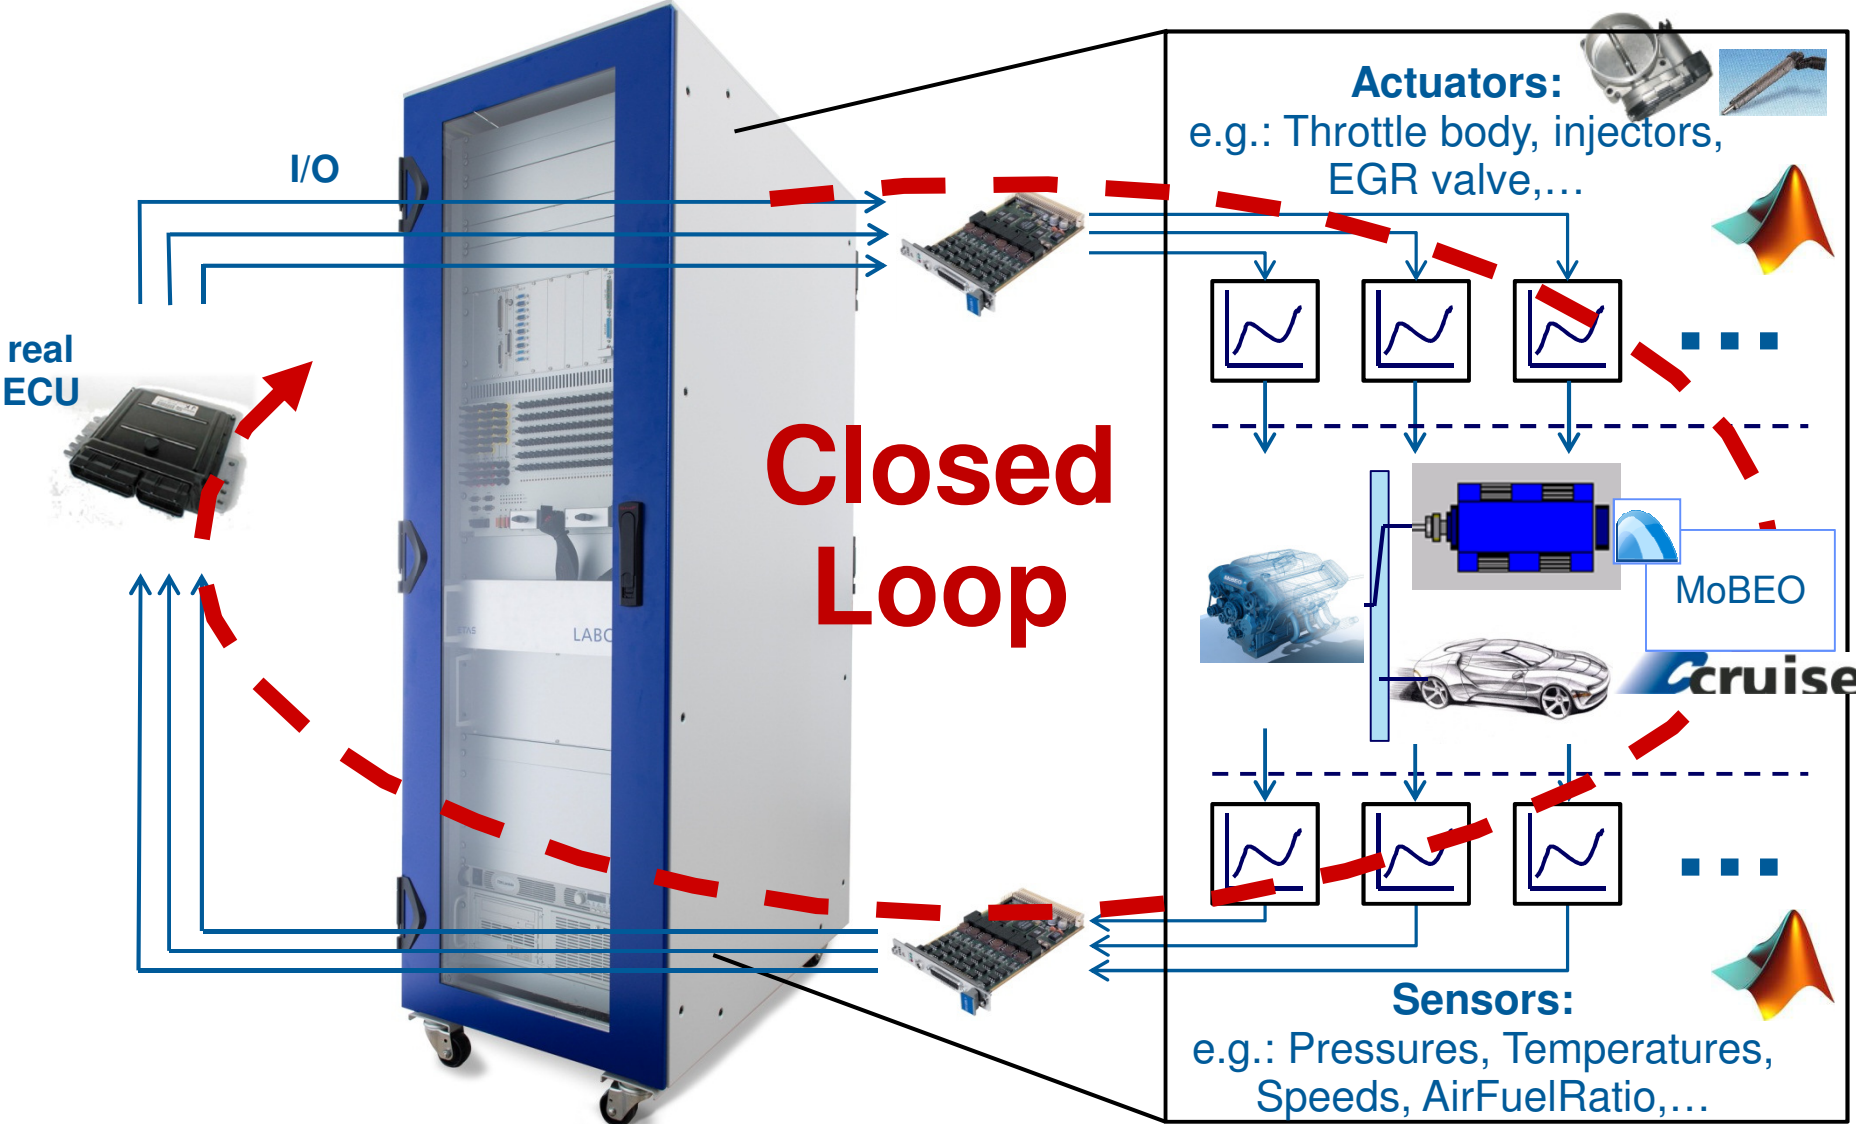 Actuators:
e.g.: Throttle body, injectors,
EGR valve,…
I/O
real
ECU
Closed
Loop
MoBEO
cruise
LABC
Sensors:
e.g.: Pressures, Temperatures,
Speeds, AirFuelRatio,…